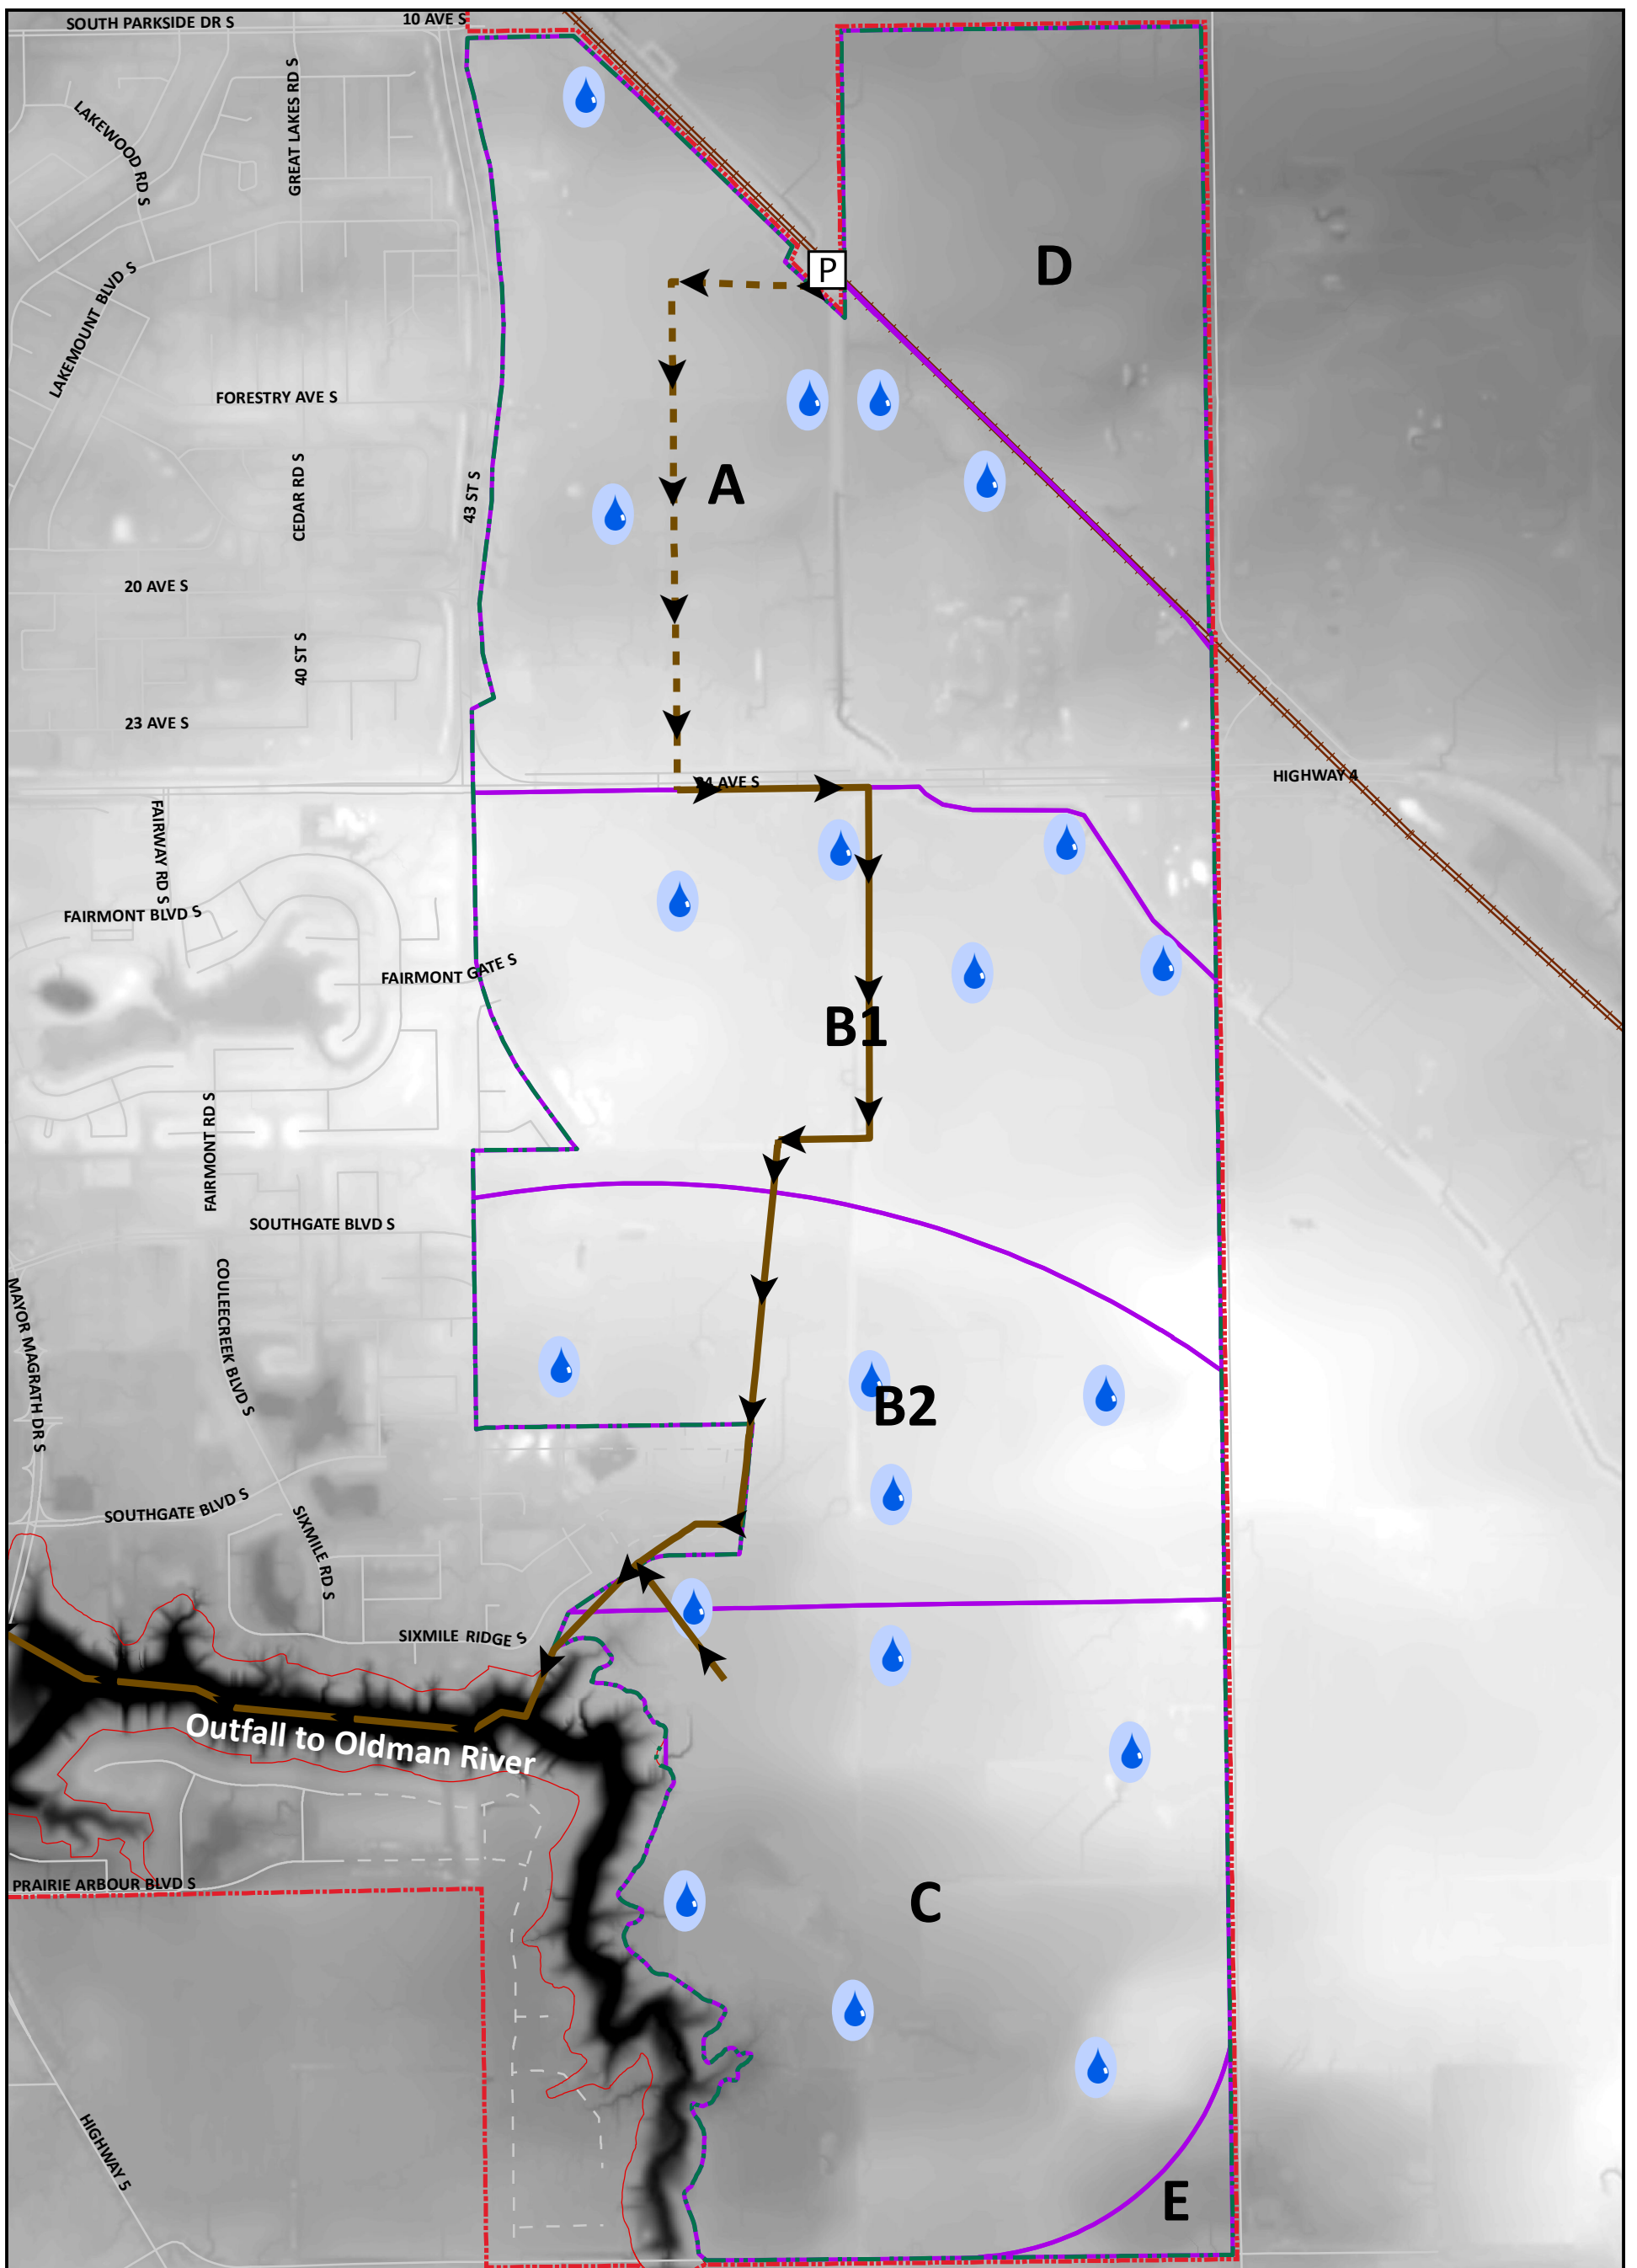 SOUTH PARKSIDE DR S
10 AVE S
LAKEWOOD RD S
GREAT LAKES RD S
D
P
LAKEMOUNT BLVD S
FORESTRY AVE S
A
CEDAR RD S
43 ST S
20 AVE S
40 ST S
23 AVE S
AVE S
HIGHWAY 4
FAIRWAY RD S
FAIRMONT BLVD S
FAIRMONT GATE S
B1
FAIRMONT RD S
SOUTHGATE BLVD S
COULEECREEK BLVD S
MAYOR MAGRATH DR S
B2
SOUTHGATE BLVD S
SIXMILE RD S
SIXMILE RIDGE S
Outfall to Oldman River
PRAIRIE ARBOUR BLVD S
C
HIGHWAY 5
E